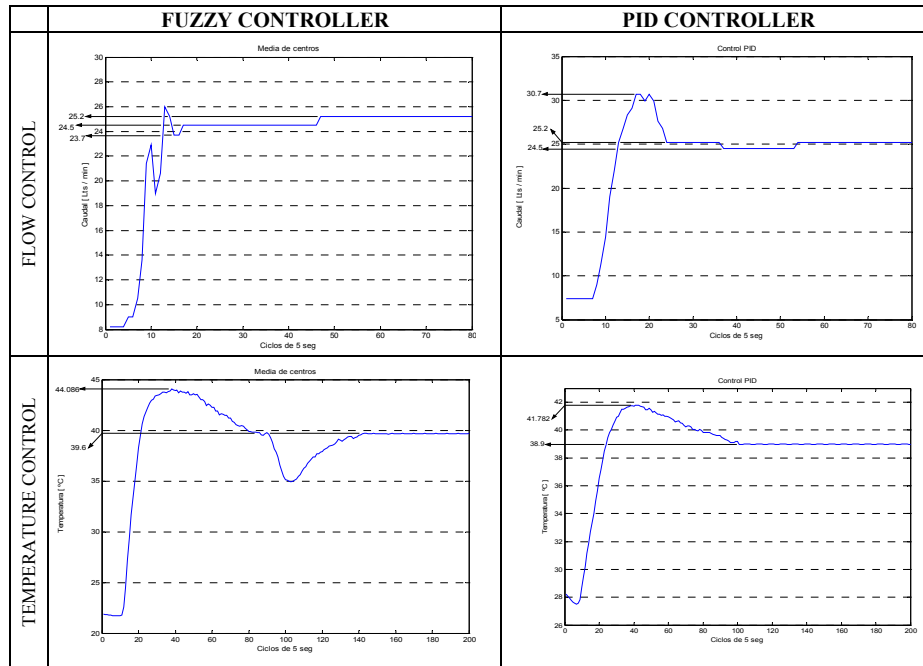 FUZZY CONTROLLER
PID CONTROLLER
FLOW CONTROL
Media de centros
30
28
26
25.2
24.5
24
23.7
22
20
18
16
14
12
10
8
Caudal [ Lts / min ]
0 10 20 30 40 50 60 70 80
Ciclos de 5 seg
Control PID
35
30.7
30
25.2
25
24.5
20
15
10
5
Caudal [ Lts / min ]
0 10 20 30 40 50 60 70 80
Ciclos de 5 seg
TEMPERATURE CONTROL
Media de centros
45
44.086
40
39.6
35
30
25
20
Temperatura [ ºC ]
0 20 40 60 80 100 120 140 160 180 200
Ciclos de 5 seg
Control PID
42
41.782
40
38.9
38
36
34
32
30
28
26
Temperatura [ ºC ]
0 20 40 60 80 100 120 140 160 180 200
Ciclos de 5 seg